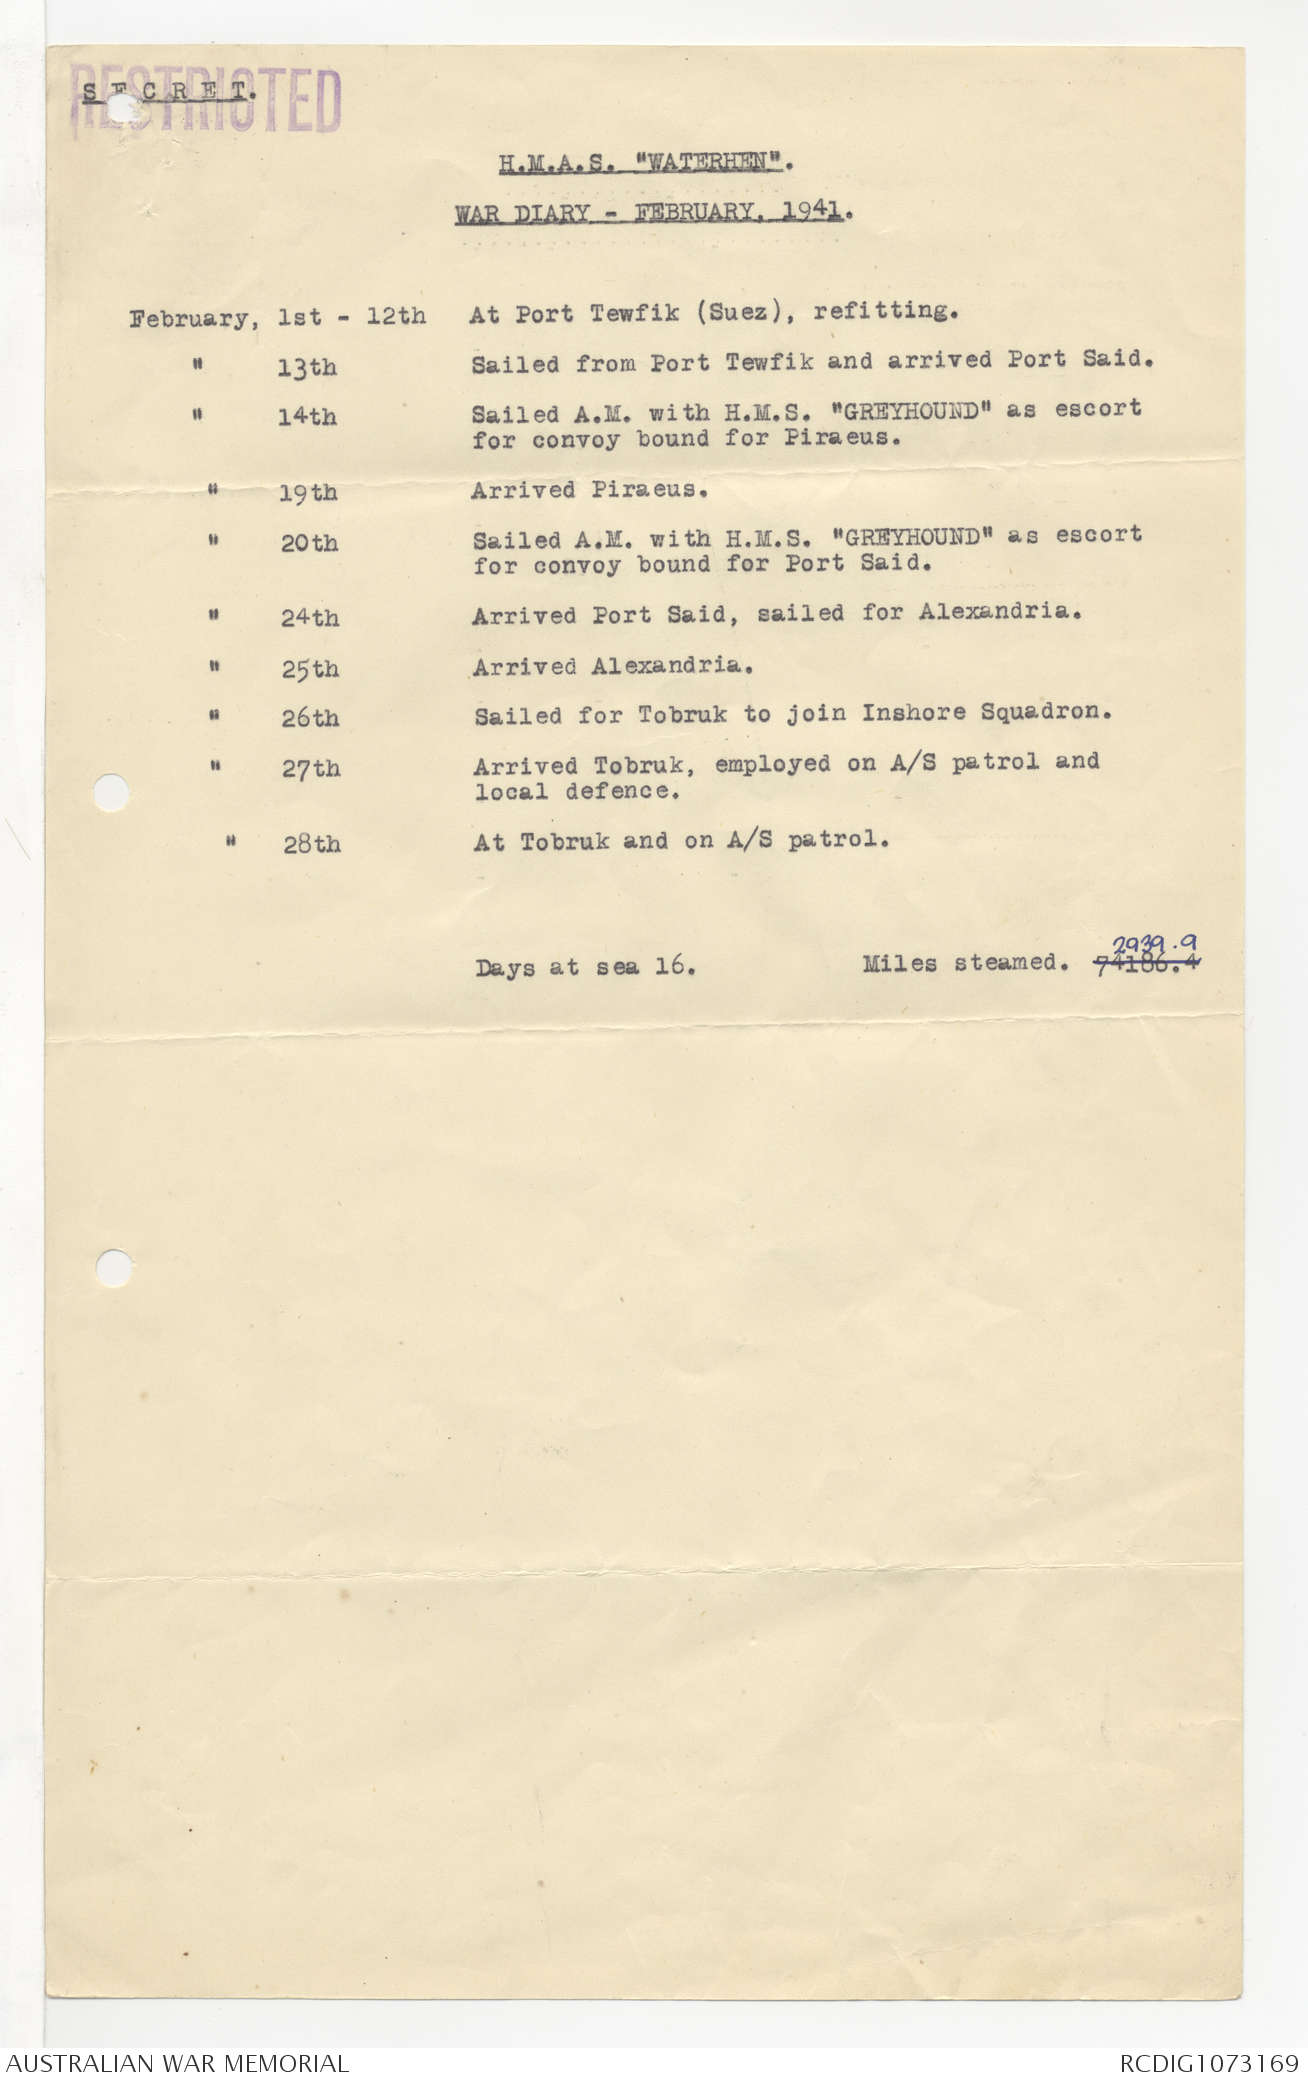 RESTRICTED
SECRET.
H.M.A.S. "WATERHEN".
WAR DIARY - FEBRUARY, 1941.
February, 1st - 12th At Port Tewfik (Suez), refitting.
" 13th Sailed from Port Tewfik and arrived Port Said.
" 14th Sailed A.M. with H.M.S. "GREYHOUND" as escort
for convoy bound for Piraeus.
" 19th Arrived Piraeus.
" 20th Sailed A.M. with H.M.S. "GREYHOUND" as escort
for convoy bound for Port Said.
" 24th Arrived Port Said, sailed for Alexandria.
" 25th Arrived Alexandria.
" 26th Sailed for Tobruk to join Inshore Squadron.
" 27th Arrived Tobruk, employed on A/S patrol and
local defence.
" 28th At Tobruk and on A/S patrol.
2939.9
Days at sea 16. Miles steamed. 74186.4
AUSTRALIAN WAR MEMORIAL RCDIG1073169